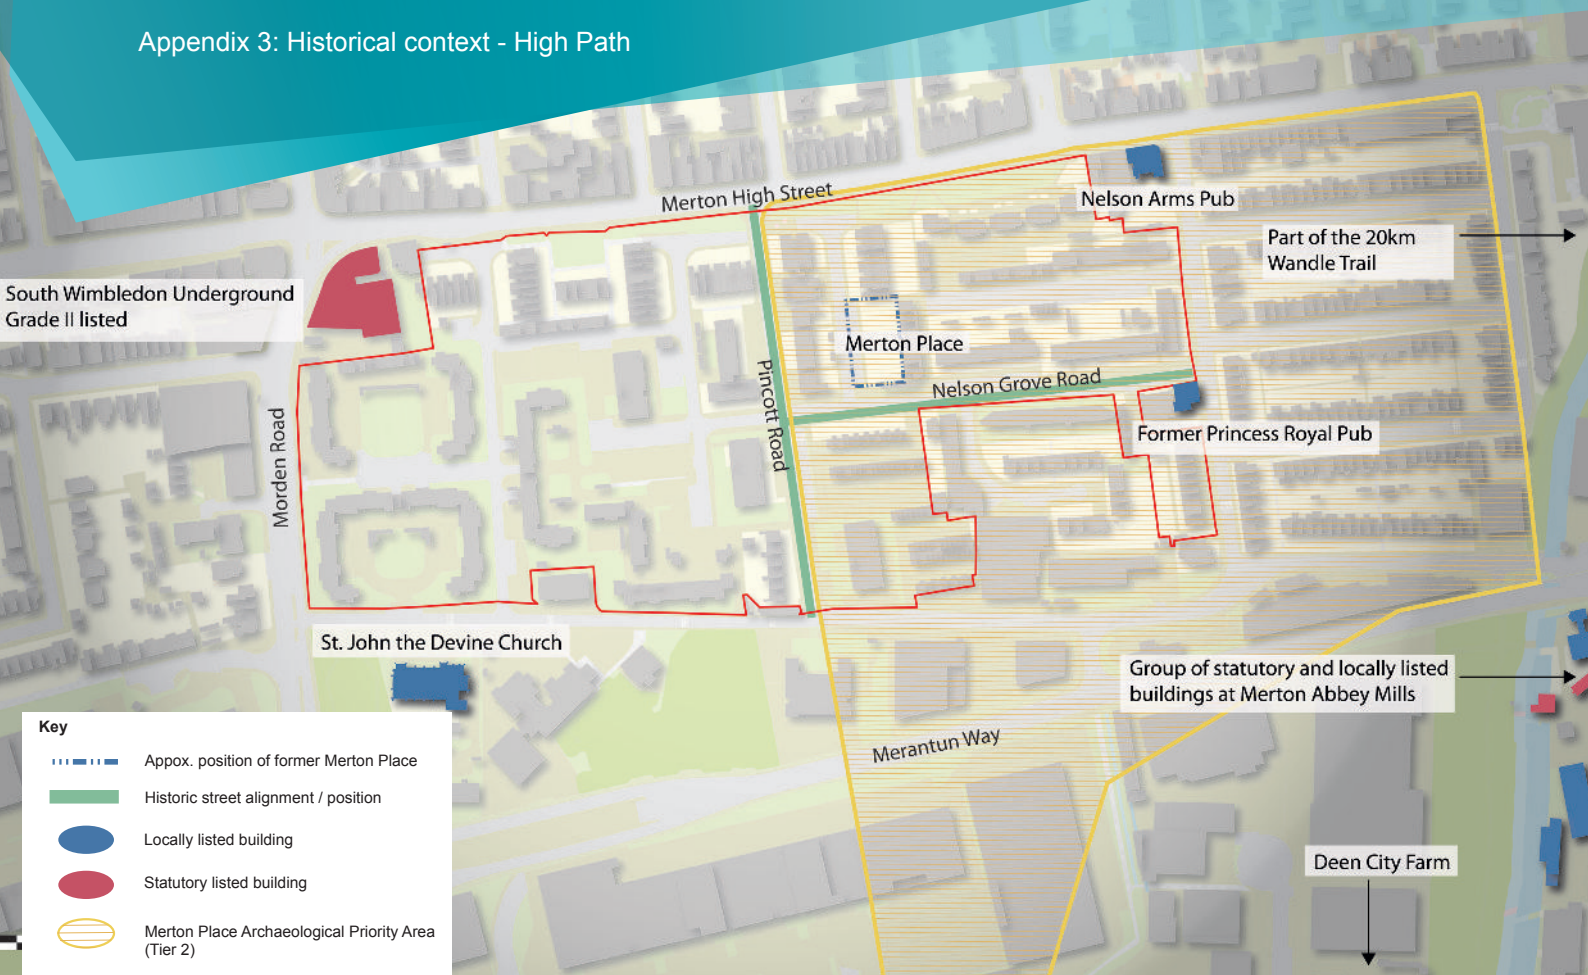 Appendix 3: Historical context - High Path
Merton High Street
Nelson Arms Pub
Part of the 20km
Wandle Trail
South Wimbledon Underground
Grade II listed
Merton Place
Pincott Road
Nelson Grove Road
Morden Road
Former Princess Royal Pub
St. John the Devine Church
Group of statutory and locally listed
buildings at Merton Abbey Mills
Merantun Way
Deen City Farm
Key
Appox. position of former Merton Place
Historic street alignment / position
Locally listed building
Statutory listed building
Merton Place Archaeological Priority Area
(Tier 2)